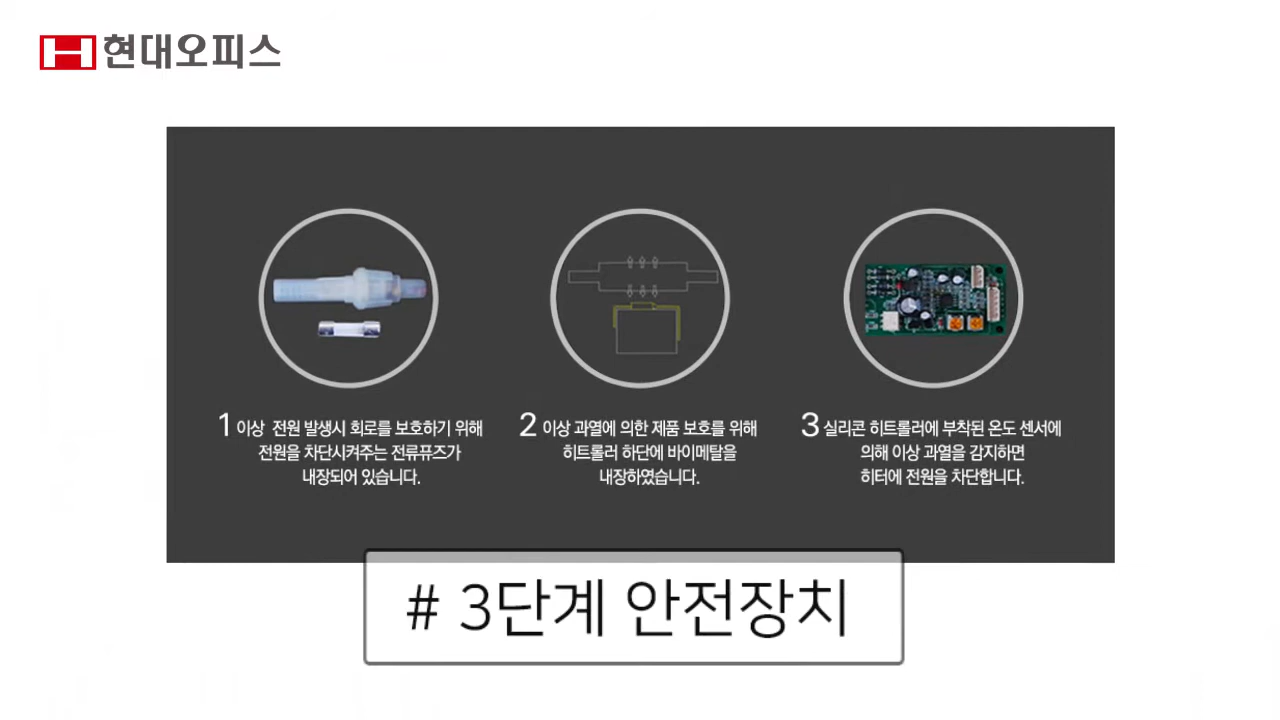 현대오피스
1 이상 전원 발생시 회로를 보호하기 위해
전원을 차단시켜주는 전류퓨즈가
내장되어 있습니다.
2 이상 과열에 의한 제품 보호를 위해
히트롤러 하단에 바이메탈을
내장하였습니다.
3 실리콘 히트롤러에 부착된 온도 센서에
의해 이상 과열을 감지하면
히터에 전원을 차단합니다.
# 3단계 안전장치